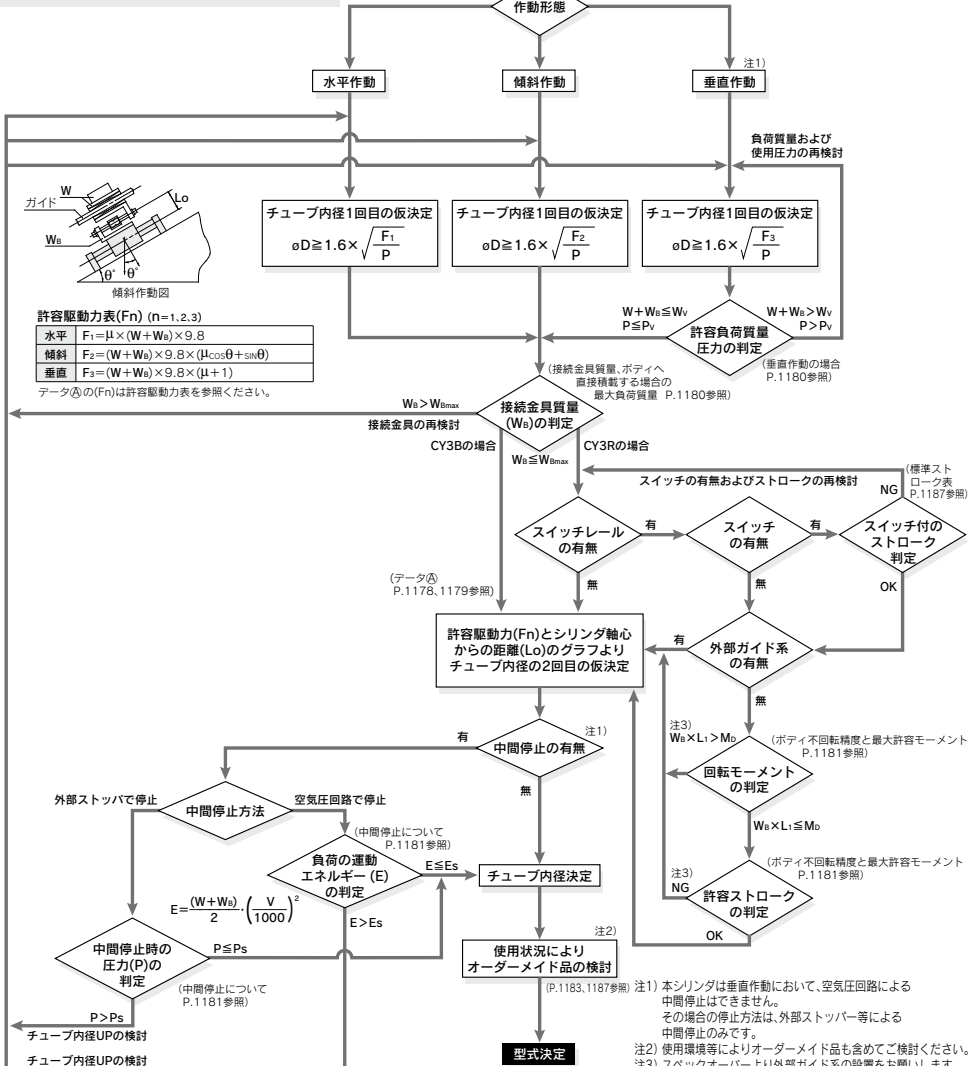 作動形態
水平作動
傾斜作動
注1)
垂直作動
負荷質量および
使用圧力の再検討
W
ガイド
Lo
WB
θ°
θ°
傾斜作動図
チューブ内径1回目の仮決定
øD≧1.6×√F1/P
チューブ内径1回目の仮決定
øD≧1.6×√F2/P
チューブ内径1回目の仮決定
øD≧1.6×√F3/P
許容駆動力表(Fn) (n=1、2、3)
水平 F1=μ×(W+WB)×9.8
傾斜 F2=(W+WB)×9.8×(μCOSθ+SINθ)
垂直 F3=(W+WB)×9.8×(μ+1)
データⒶの(Fn)は許容駆動力表を参照ください。
W+WB≦WV
P≦PV
W+WB>WV
P>PV
許容負荷質量
圧力の判定
(垂直作動の場合
P.1180参照)
(接続金具質量、ボディへ
直接積載する場合の
最大負荷質量 P.1180参照)
WB>WBmax
接続金具の再検討
接続金具質量
(WB)の判定
CY3Bの場合
CY3Rの場合
WB≦WBmax
スイッチの有無およびストロークの再検討
NG
(標準スト
ローク表
P.1187参照)
スイッチレール
の有無
有
スイッチ
の有無
有
スイッチ付の
ストローク
判定
無
無
OK
(データⒶ
P.1178、1179参照)
許容駆動力(Fn)とシリンダ軸心
からの距離(Lo)のグラフより
チューブ内径の2回目の仮決定
有
外部ガイド系
の有無
無
注1)
有
中間停止の有無
無
注3)
WB×L1>MD
(ボディ不回転精度と最大許容モーメント
P.1181参照)
回転モーメント
の判定
WB×L1≦MD
外部ストッパで停止
中間停止方法
空気圧回路で停止
(中間停止について
P.1181参照)
負荷の運動
エネルギー(E)
の判定
E≦Es
チューブ内径決定
注3)
NG
(ボディ不回転精度と最大許容モーメント
P.1181参照)
許容ストローク
の判定
OK
E=(W+WB)/2・(V/1000)²
E>Es
中間停止時の
圧力(P)の
判定
P≦Ps
(中間停止について
P.1181参照)
P>Ps
チューブ内径UPの検討
チューブ内径UPの検討
注2)
使用状況により
オーダーメイド品の検討
(P.1183、1187参照)
型式決定
注1) 本シリンダは垂直作動において、空気圧回路による
中間停止はできません。
その場合の停止方法は、外部ストッパー等による
中間停止のみです。
注2) 使用環境等によりオーダーメイド品も含めてご検討ください。
注3) スペックオーバーより外部ガイド系の設置をお願いします